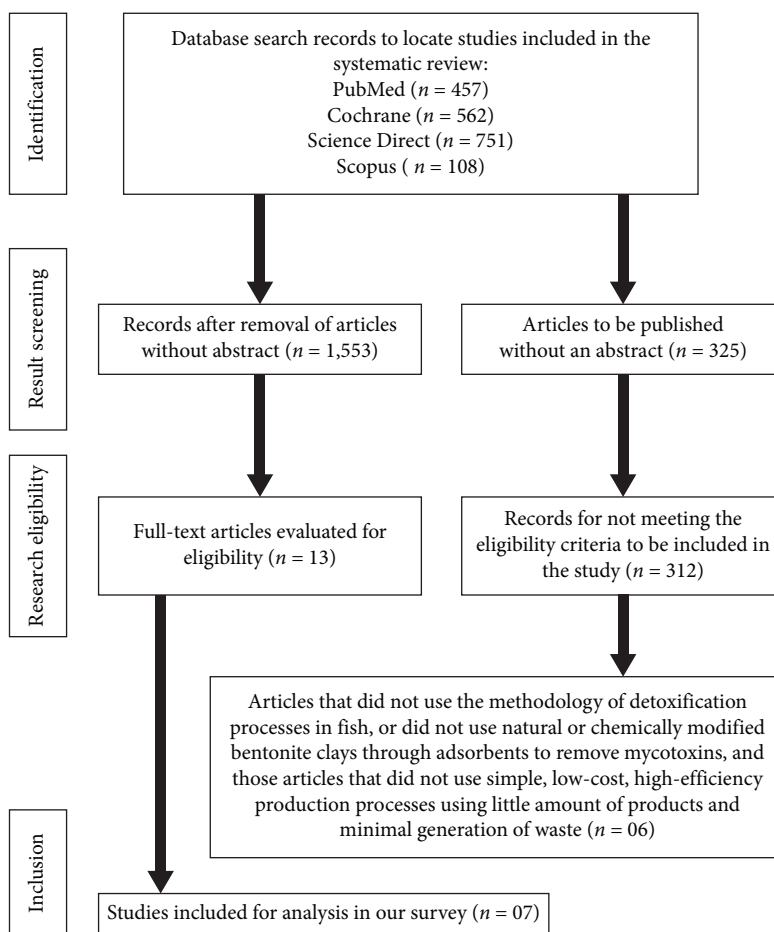 Identification
Database search records to locate studies included in the
systematic review:
PubMed (n = 457)
Cochrane (n = 562)
Science Direct (n = 751)
Scopus ( n = 108)
Result screening
Records after removal of articles
without abstract (n = 1,553)
Articles to be published
without an abstract (n = 325)
Research eligibility
Full-text articles evaluated for
eligibility (n = 13)
Records for not meeting the
eligibility criteria to be included in
the study (n = 312)
Articles that did not use the methodology of detoxification
processes in fish, or did not use natural or chemically modified
bentonite clays through adsorbents to remove mycotoxins, and
those articles that did not use simple, low-cost, high-efficiency
production processes using little amount of products and
minimal generation of waste (n = 06)
Inclusion
Studies included for analysis in our survey (n = 07)